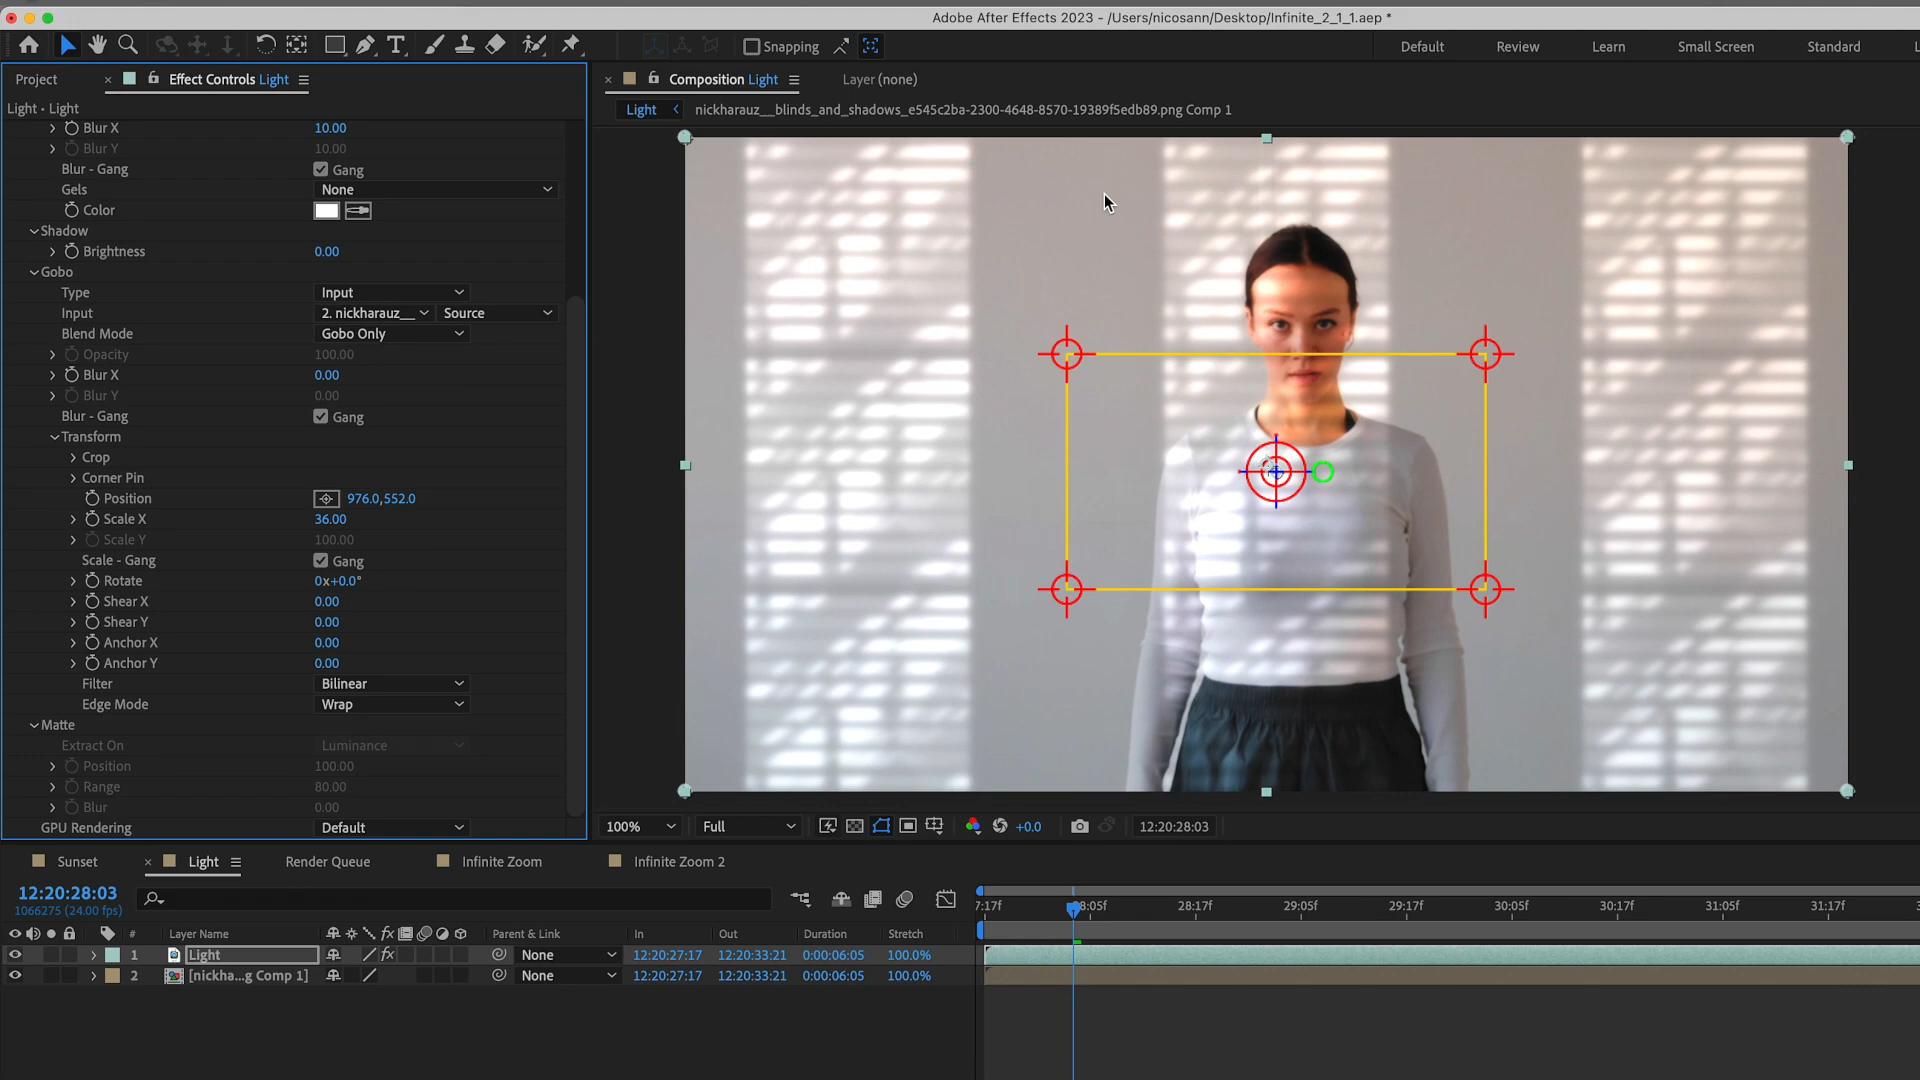 Adobe After Effects 2023 - /Users/nicosann/Desktop/Infinite_2_1_1.aep *
Snapping
Default
Review
Learn
Small Screen
Standard
Project
Effect Controls Light
Composition Light
Layer (none)
Light • Light
Light
nickharauz__blinds_and_shadows_e545c2ba-2300-4648-8570-19389f5edb89.png Comp 1
Blur X 10.00
Blur Y 10.00
Blur - Gang Gang
Gels None
Color
Shadow
Brightness 0.00
Gobo
Type Input
Input 2. nickharauz__ Source
Blend Mode Gobo Only
Opacity 100.00
Blur X 0.00
Blur Y 0.00
Blur - Gang Gang
Transform
Crop
Corner Pin
Position 976.0,552.0
Scale X 36.00
Scale Y 100.00
Scale - Gang Gang
Rotate 0x+0.0°
Shear X 0.00
Shear Y 0.00
Anchor X 0.00
Anchor Y 0.00
Filter Bilinear
Edge Mode Wrap
Matte
Extract On Luminance
Position 100.00
Range 80.00
Blur 0.00
GPU Rendering Default
100% Full +0.0 12:20:28:03
Sunset
Light
Render Queue
Infinite Zoom
Infinite Zoom 2
12:20:28:03
1066275 (24.00 fps)
7:17f 28:05f 28:17f 29:05f 29:17f 30:05f 30:17f 31:05f 31:17f
# Layer Name fx Parent & Link In Out Duration Stretch
1 Light fx None 12:20:27:17 12:20:33:21 0:00:06:05 100.0%
2 [nickha...g Comp 1] None 12:20:27:17 12:20:33:21 0:00:06:05 100.0%